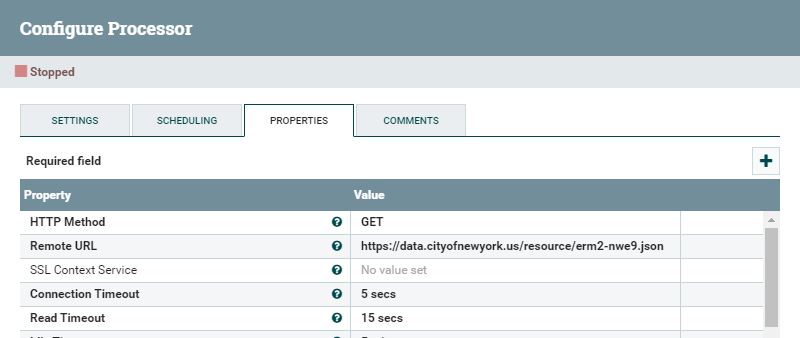 Configure Processor
Stopped
SETTINGS SCHEDULING PROPERTIES COMMENTS
Required field
Property Value
HTTP Method GET
Remote URL https://data.cityofnewyork.us/resource/erm2-nwe9.json
SSL Context Service No value set
Connection Timeout 5 secs
Read Timeout 15 secs